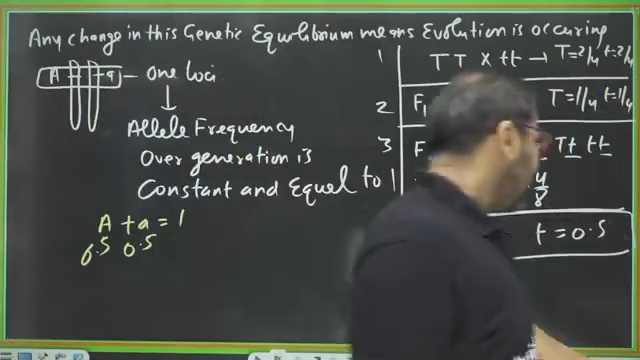 Any change in this Genetic Equilibrium means Evolution is occuring
A a — One loci
↓
Allele Frequency
Over generation is
Constant and Equal to 1
A + a = 1
0.5 0.5
1 TT X tt → T=2/4 t=2/4
2 F1 T=1/4 t=1/4
3 F Tt tt
4/8
t = 0.5